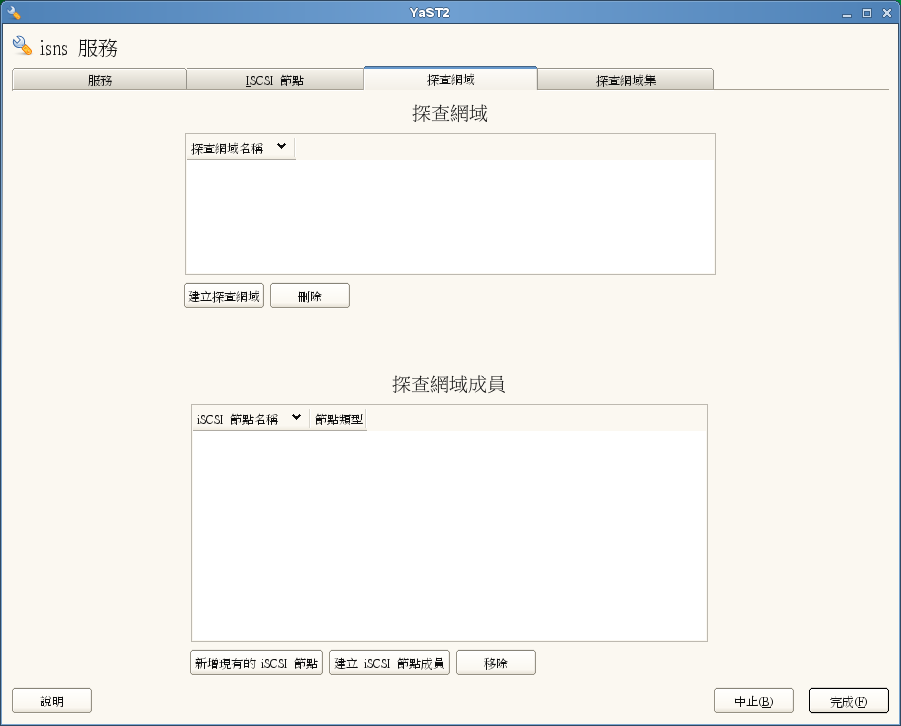 YaST2
isns 服務
服務 ISCSI 節點 探查網域 探查網域集
探查網域
探查網域名稱
建立探查網域 刪除
探查網域成員
iSCSI 節點名稱 節點類型
新增現有的 iSCSI 節點 建立 iSCSI 節點成員 移除
說明 中止(B) 完成(F)